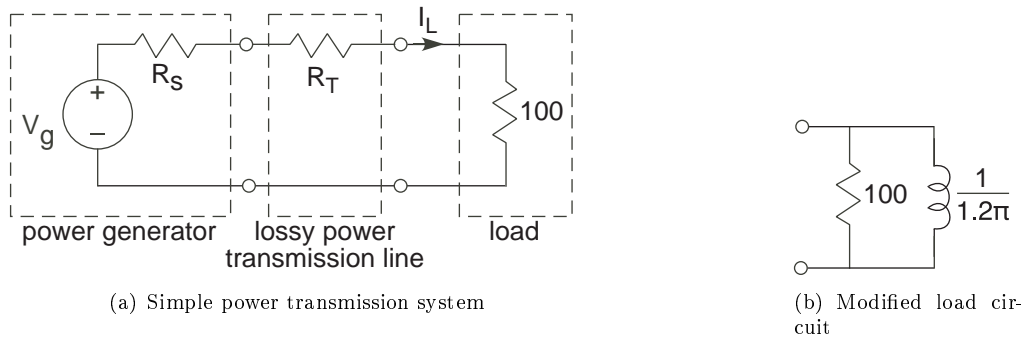 I_L
R_S
R_T
+
V_g
–
100
power generator
lossy power
transmission line
load
(a) Simple power transmission system
100
1
1.2π
(b) Modified load cir-
cuit